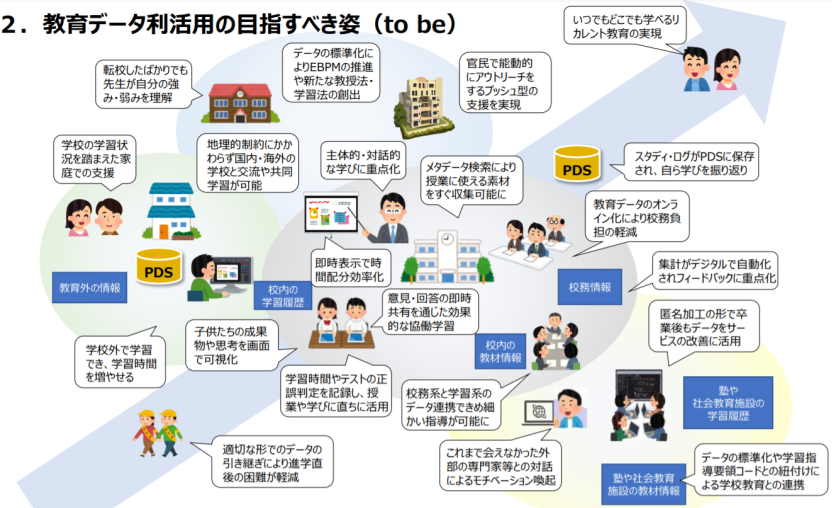 2．教育データ利活用の目指すべき姿（to be）
いつでもどこでも学べるリ
カレント教育の実現
データの標準化に
よりEBPMの推進
や新たな教授法・
学習法の創出
官民で能動的
にアウトリーチを
するプッシュ型の
支援を実現
転校したばかりでも
先生が自分の強
み・弱みを理解
学校の学習状
況を踏まえた家
庭での支援
地理的制約にかか
わらず国内・海外の
学校と交流や共同
学習が可能
主体的・対話的
な学びに重点化
メタデータ検索により
授業に使える素材
をすぐ収集可能に
PDS
スタディ・ログがPDSに保存
され、自ら学びを振り返り
教育データのオンラ
イン化により校務負
担の軽減
PDS
即時表示で時
間配分効率化
集計がデジタルで自動化
されフィードバックに重点化
教育外の情報
校内の
学習履歴
校務情報
意見・回答の即時
共有を通じた効果
的な協働学習
匿名加工の形で卒
業後もデータをサー
ビスの改善に活用
子供たちの成果
物や思考を画面
で可視化
学校外で学習
でき、学習時間
を増やせる
校内の
教材情報
学習時間やテストの正
誤判定を記録し、授
業や学びに直ちに活用
校務系と学習系の
データ連携できめ細
かい指導が可能に
塾や
社会教育施設の
学習履歴
適切な形でのデータの
引き継ぎにより進学直
後の困難が軽減
これまで会えなかった外
部の専門家等との対話
によるモチベーション喚起
塾や社会教育
施設の教材情報
データの標準化や学習指
導要領コードとの紐付けに
よる学校教育との連携